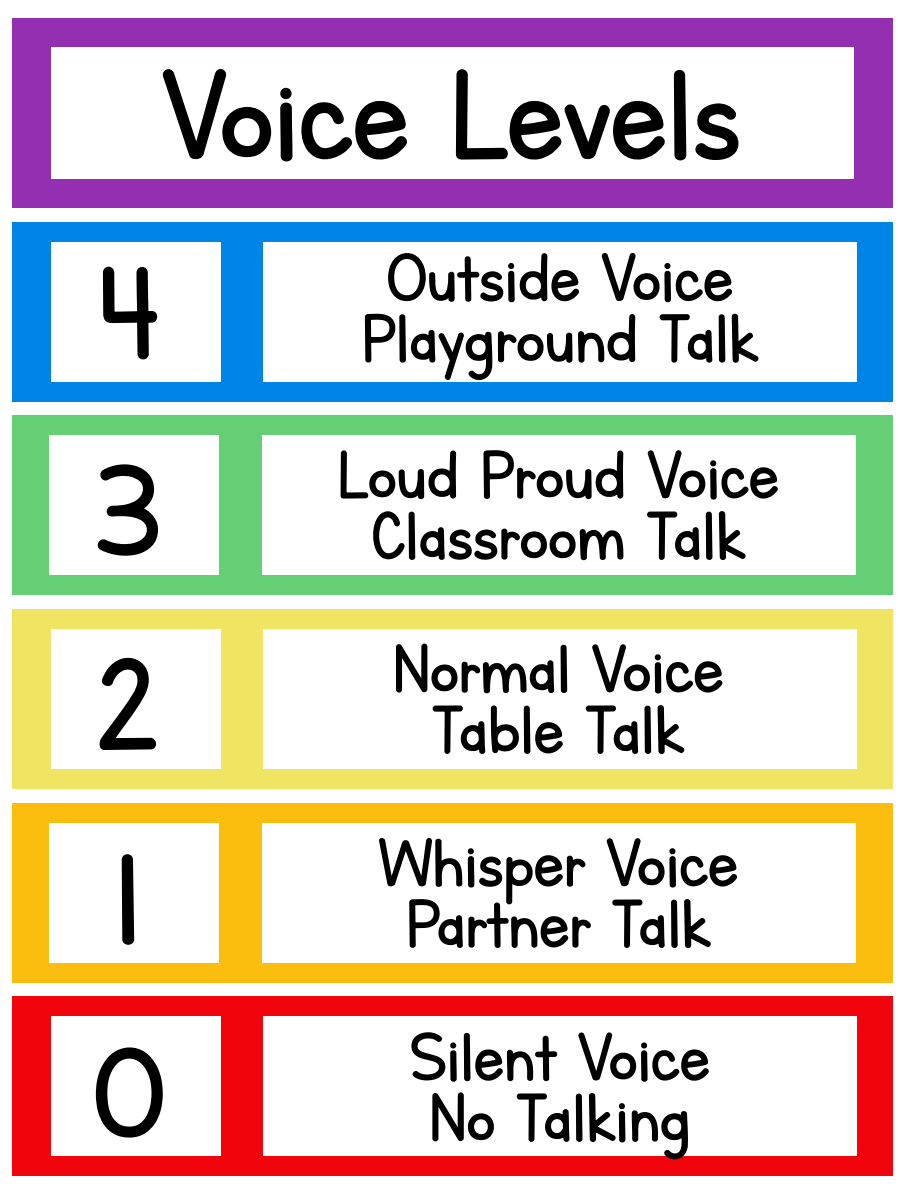 Voice Levels
4
Outside Voice
Playground Talk
3
Loud Proud Voice
Classroom Talk
2
Normal Voice
Table Talk
1
Whisper Voice
Partner Talk
0
Silent Voice
No Talking